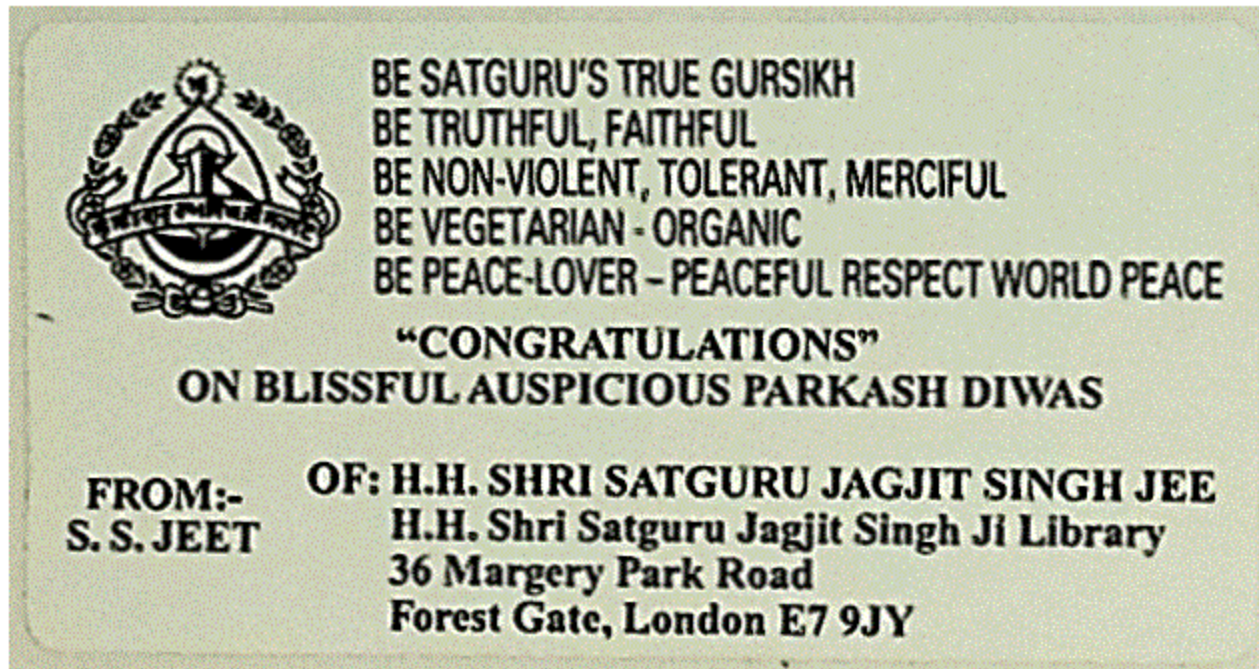 BE SATGURU'S TRUE GURSIKH
BE TRUTHFUL, FAITHFUL
BE NON-VIOLENT, TOLERANT, MERCIFUL
BE VEGETARIAN - ORGANIC
BE PEACE-LOVER – PEACEFUL RESPECT WORLD PEACE
“CONGRATULATIONS”
ON BLISSFUL AUSPICIOUS PARKASH DIWAS
FROM:-
S. S. JEET
OF: H.H. SHRI SATGURU JAGJIT SINGH JEE
H.H. Shri Satguru Jagjit Singh Ji Library
36 Margery Park Road
Forest Gate, London E7 9JY